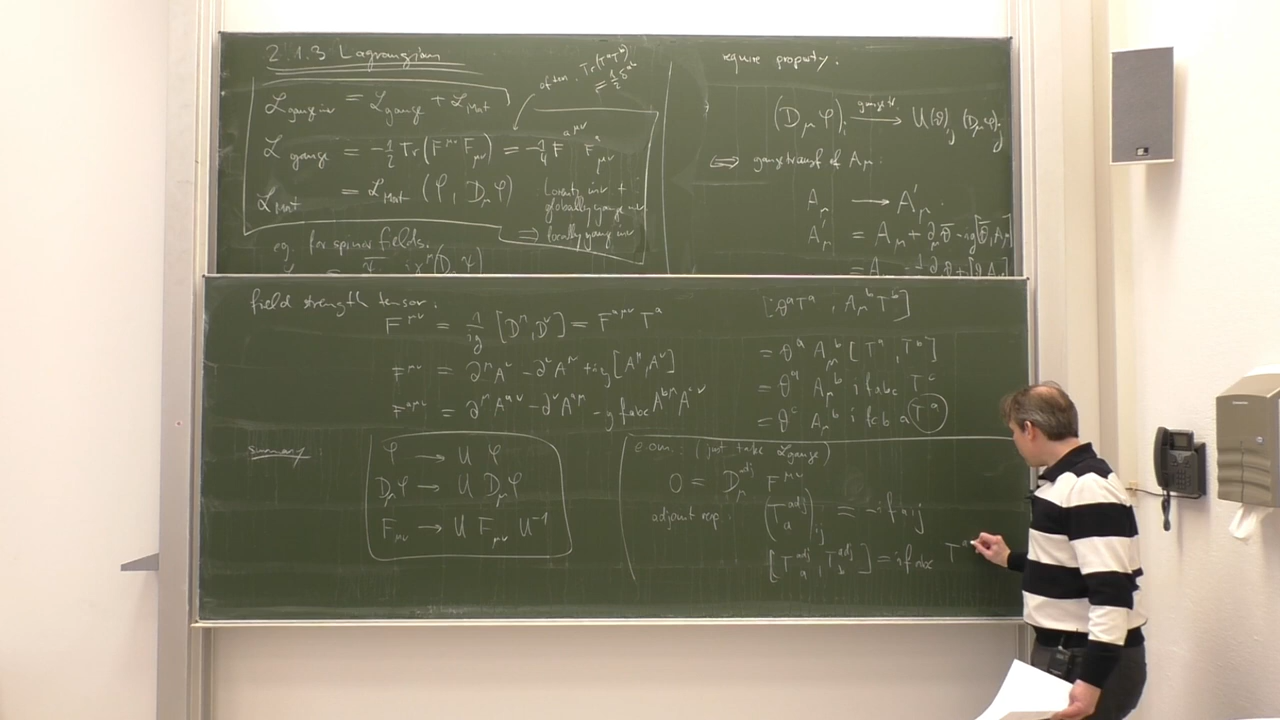 2.1.3 Lagrangian
ℒ_gauge inv = ℒ_gauge + ℒ_Mat
often: Tr(T^a T^b) = ½ δ^ab
ℒ_gauge = -½ Tr(F^μν F_μν) = -¼ F^aμν F^a_μν
ℒ_Mat = ℒ_Mat (φ, D_μ φ)
Lorentz inv +
globally gauge inv
⇒ locally gauge inv
eg. for spinor fields:
require property:
(D_μ φ)_i → U(θ)_ij (D_μ φ)_j
gauge tr.
⇔ gauge transf of A_μ:
A_μ → A'_μ :
field strength tensor:
F^μν = 1/ig [D^μ, D^ν] = F^aμν T^a
F^μν = ∂^μ A^ν - ∂^ν A^μ + ig [A^μ, A^ν]
F^aμν = ∂^μ A^aν - ∂^ν A^aμ - g f_abc A^bμ A^cν
[θ^a T^a , A_μ^b T^b]
= θ^a A_μ^b [T^a, T^b]
= θ^a A_μ^b i f_abc T^c
= θ^c A_μ^b i f_cba T^a
summary:
φ → U φ
D_μ φ → U D_μ φ
F_μν → U F_μν U^-1
e.o.m.: (just take ℒ_gauge)
0 = D_μ^adj F^μν
adjoint rep: (T_a^adj)_ij = -i f_aij
[T_a^adj, T_b^adj] = i f_abc T^a